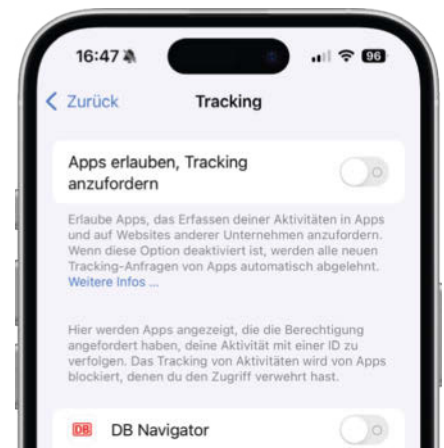 16:47 96
Zurück Tracking
Apps erlauben, Tracking
anzufordern
Erlaube Apps, das Erfassen deiner Aktivitäten in Apps
und auf Websites anderer Unternehmen anzufordern.
Wenn diese Option deaktiviert ist, werden alle neuen
Tracking-Anfragen von Apps automatisch abgelehnt.
Weitere Infos ...
Hier werden Apps angezeigt, die die Berechtigung
angefordert haben, deine Aktivität mit einer ID zu
verfolgen. Das Tracking von Aktivitäten wird von Apps
blockiert, denen du den Zugriff verwehrt hast.
DB DB Navigator